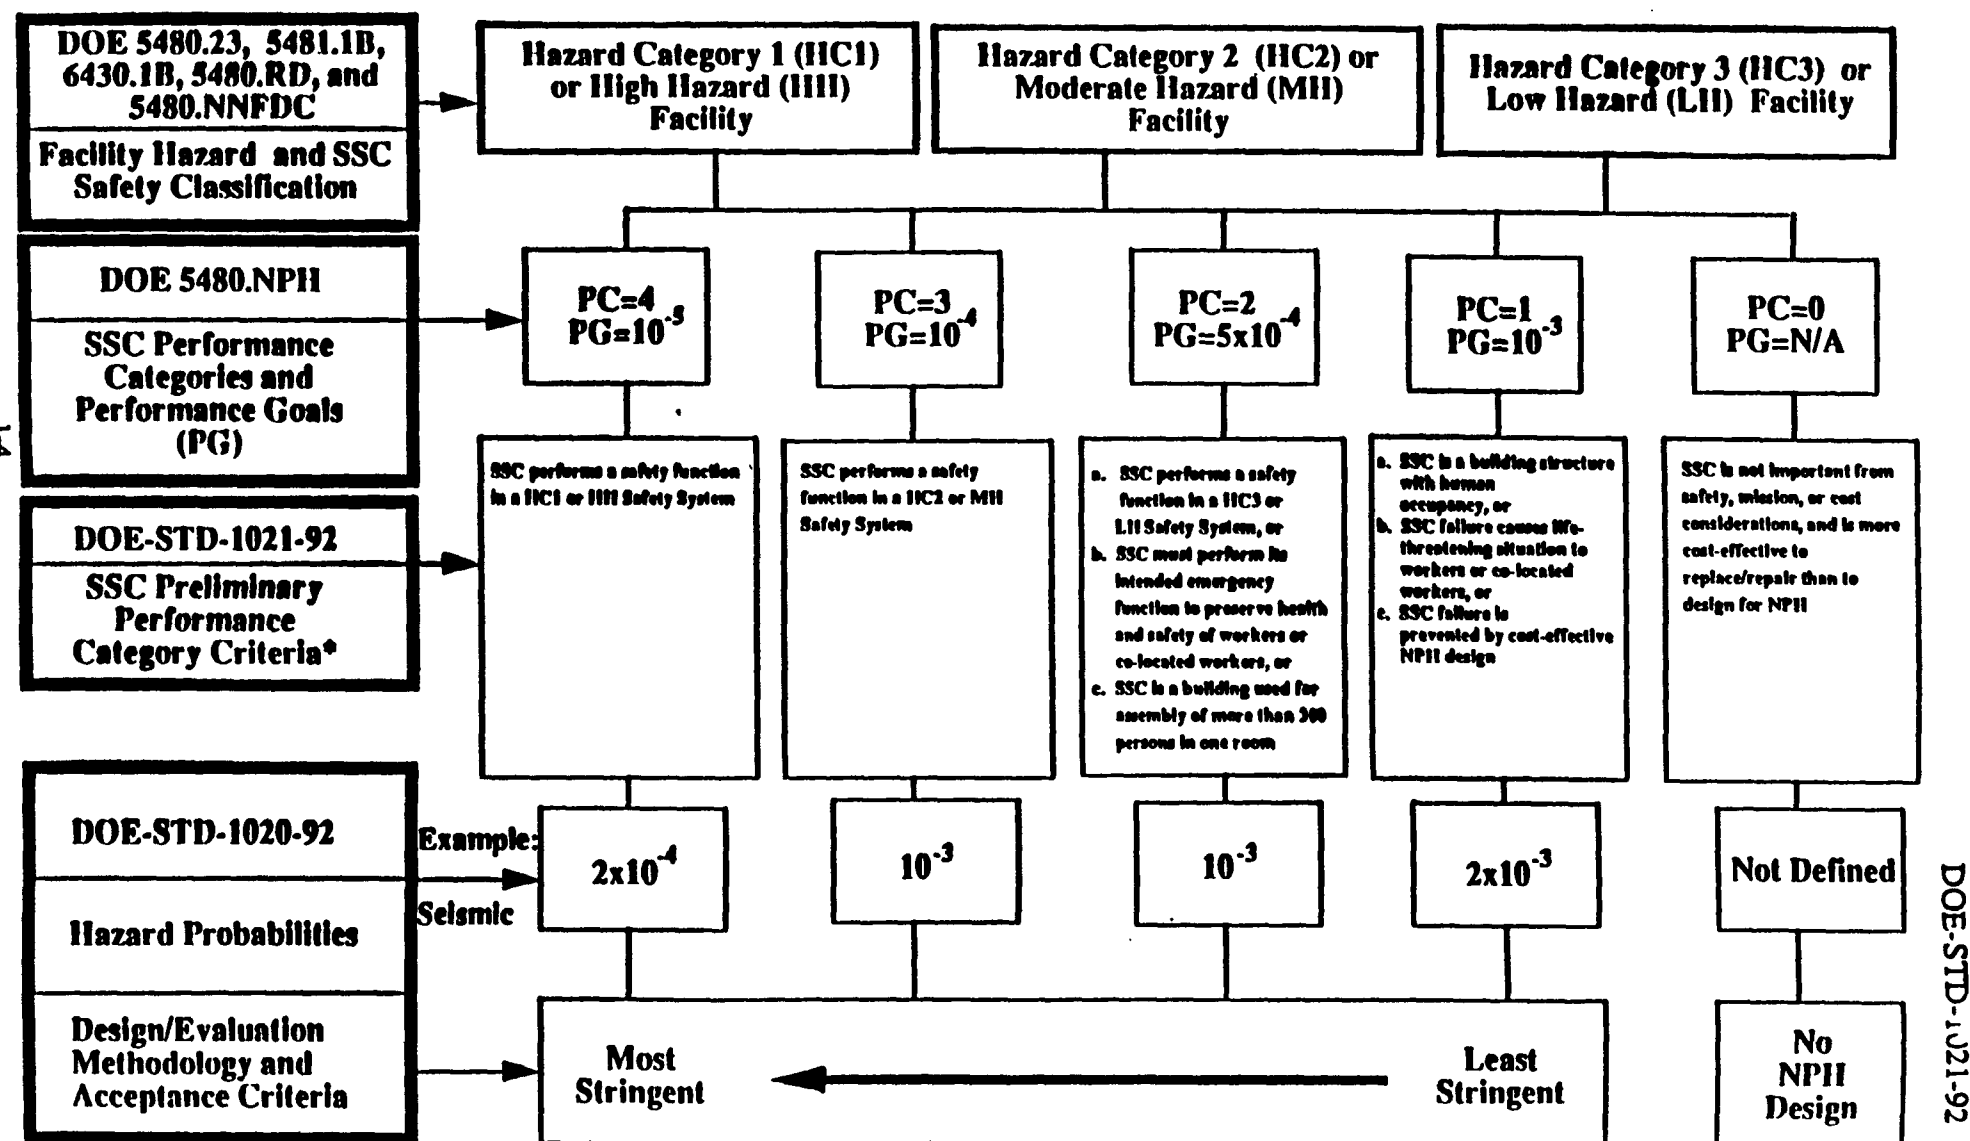 DOE 5480.23, 5481.1B,
6430.1B, 5480.RD, and
5480.NNFDC
Facility Hazard and SSC
Safety Classification
Hazard Category 1 (HC1)
or High Hazard (HH)
Facility
Hazard Category 2 (HC2) or
Moderate Hazard (MH)
Facility
Hazard Category 3 (HC3) or
Low Hazard (LH) Facility
DOE 5480.NPH
SSC Performance
Categories and
Performance Goals
(PG)
PC=4
PG=10⁻⁵
PC=3
PG=10⁻⁴
PC=2
PG=5x10⁻⁴
PC=1
PG=10⁻³
PC=0
PG=N/A
DOE-STD-1021-92
SSC Preliminary
Performance
Category Criteria*
SSC performs a safety function
in a HC1 or HH Safety System
SSC performs a safety
function in a HC2 or MH
Safety System
a. SSC performs a safety
function in a HC3 or
LH Safety System, or
b. SSC must perform its
intended emergency
function to preserve health
and safety of workers or
co-located workers, or
c. SSC is a building used for
assembly of more than 300
persons in one room
a. SSC is a building structure
with human
occupancy, or
b. SSC failure causes life-
threatening situation to
workers or co-located
workers, or
c. SSC failure is
prevented by cost-effective
NPH design
SSC is not important from
safety, mission, or cost
considerations, and is more
cost-effective to
replace/repair than to
design for NPH
DOE-STD-1020-92
Hazard Probabilities
Design/Evaluation
Methodology and
Acceptance Criteria
Example:
Seismic
2x10⁻⁴
10⁻³
10⁻³
2x10⁻³
Not Defined
Most
Stringent
Least
Stringent
No
NPH
Design
DOE-STD-1021-92
1-4